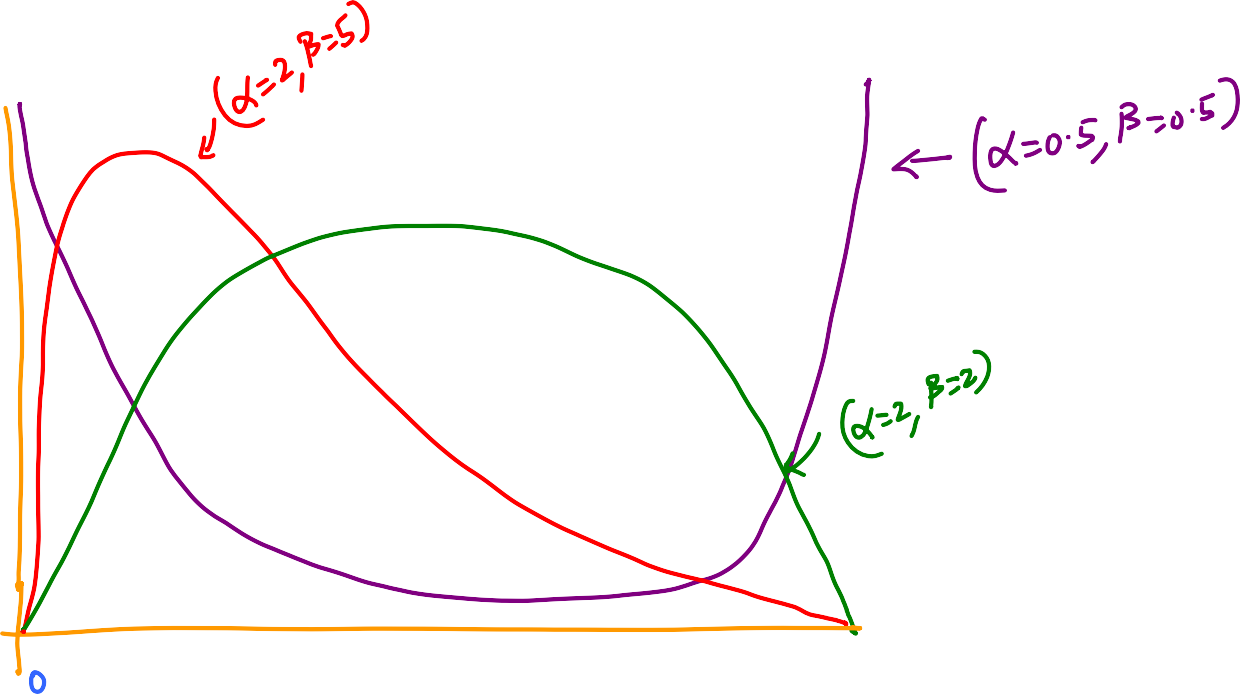 (α=2, β=5)
(α=0.5, β=0.5)
(α=2, β=2)
0